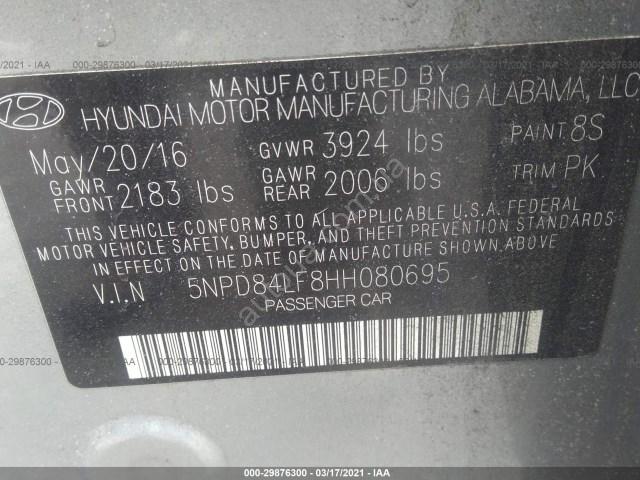 000-29876300 - 03/17/2021 - IAA
MANUFACTURED BY
HYUNDAI MOTOR MANUFACTURING ALABAMA, LLC
May/20/16 GVWR 3924 lbs PAINT 8S
GAWR FRONT 2183 lbs GAWR REAR 2006 lbs TRIM PK
THIS VEHICLE CONFORMS TO ALL APPLICABLE U.S.A. FEDERAL
MOTOR VEHICLE SAFETY, BUMPER, AND THEFT PREVENTION STANDARDS
IN EFFECT ON THE DATE OF MANUFACTURE SHOWN ABOVE.
V.I.N 5NPD84LF8HH080695
PASSENGER CAR
000-29876300 - 03/17/2021 - IAA